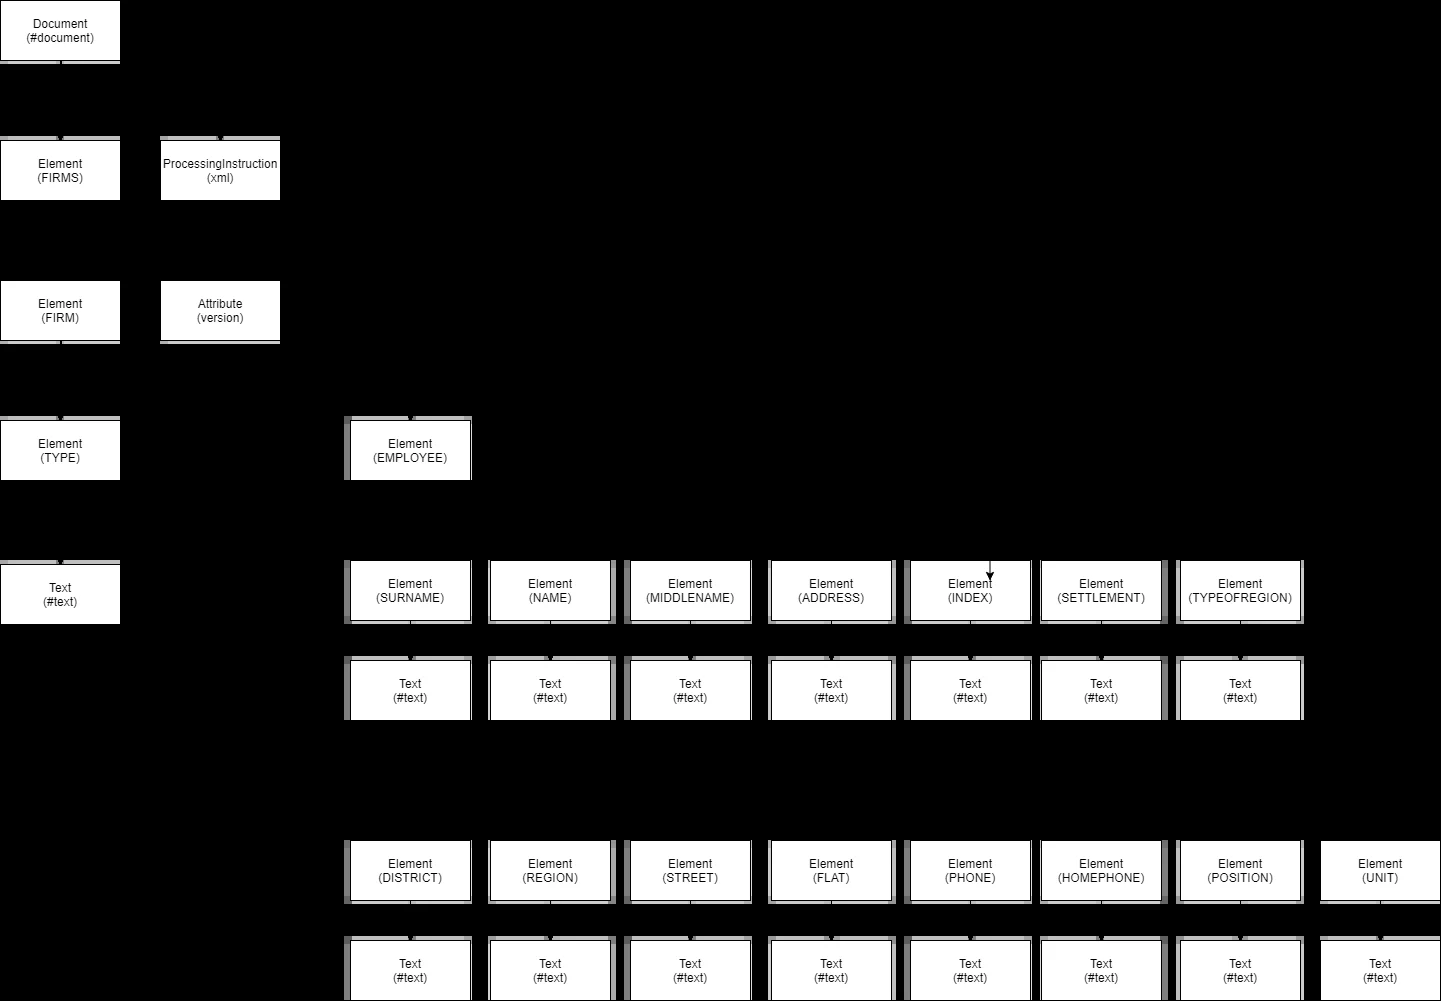 Document
(#document)
Element
(FIRMS)
ProcessingInstruction
(xml)
Element
(FIRM)
Attribute
(version)
Element
(TYPE)
Element
(EMPLOYEE)
Text
(#text)
Element
(SURNAME)
Element
(NAME)
Element
(MIDDLENAME)
Element
(ADDRESS)
Element
(INDEX)
Element
(SETTLEMENT)
Element
(TYPEOFREGION)
Text
(#text)
Text
(#text)
Text
(#text)
Text
(#text)
Text
(#text)
Text
(#text)
Text
(#text)
Element
(DISTRICT)
Element
(REGION)
Element
(STREET)
Element
(FLAT)
Element
(PHONE)
Element
(HOMEPHONE)
Element
(POSITION)
Element
(UNIT)
Text
(#text)
Text
(#text)
Text
(#text)
Text
(#text)
Text
(#text)
Text
(#text)
Text
(#text)
Text
(#text)